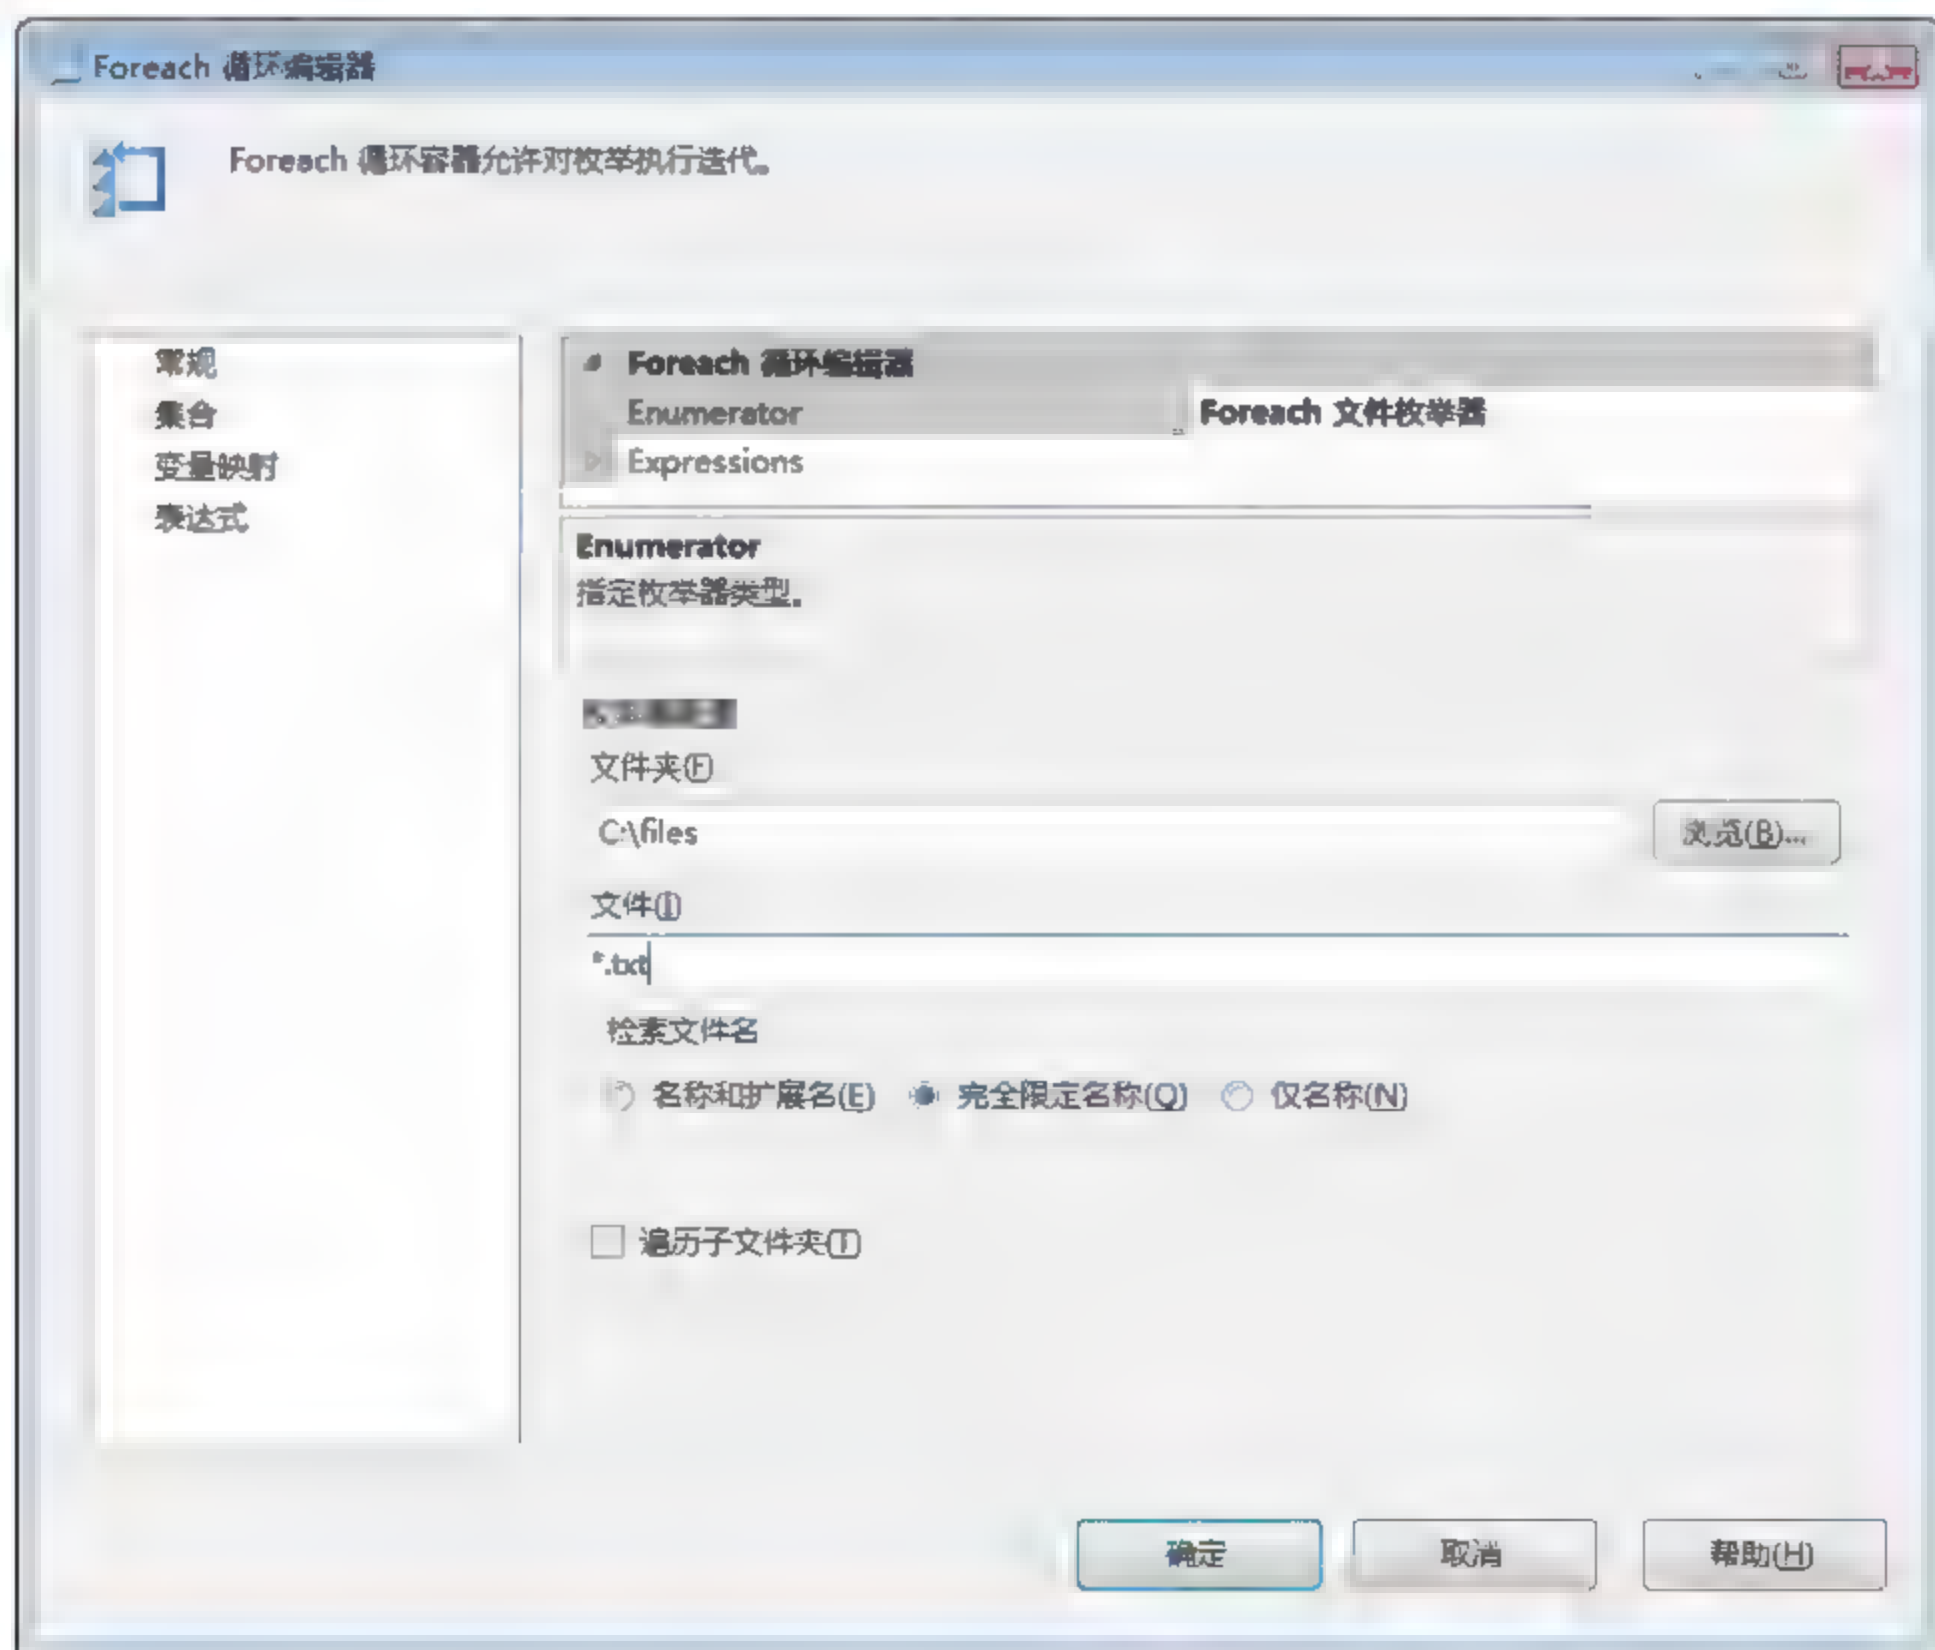 Foreach 循环编辑器
Foreach 循环容器允许对枚举执行迭代。
常规
集合
变量映射
表达式
Foreach 循环编辑器
Enumerator Foreach 文件枚举器
Expressions
Enumerator
指定枚举器类型。
文件夹(F)
C:\files 浏览(B)...
文件(I)
*.txt
检索文件名
名称和扩展名(E) 完全限定名称(Q) 仅名称(N)
遍历子文件夹(T)
确定 取消 帮助(H)